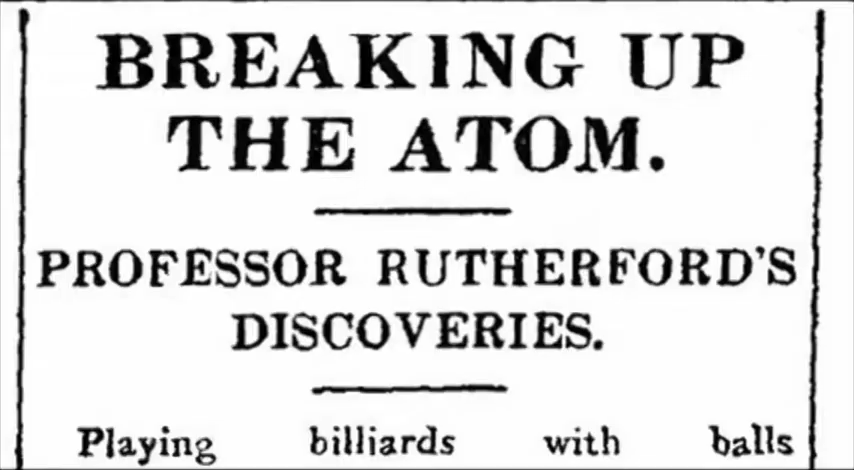 BREAKING UP
THE ATOM.
PROFESSOR RUTHERFORD'S
DISCOVERIES.
Playing billiards with balls